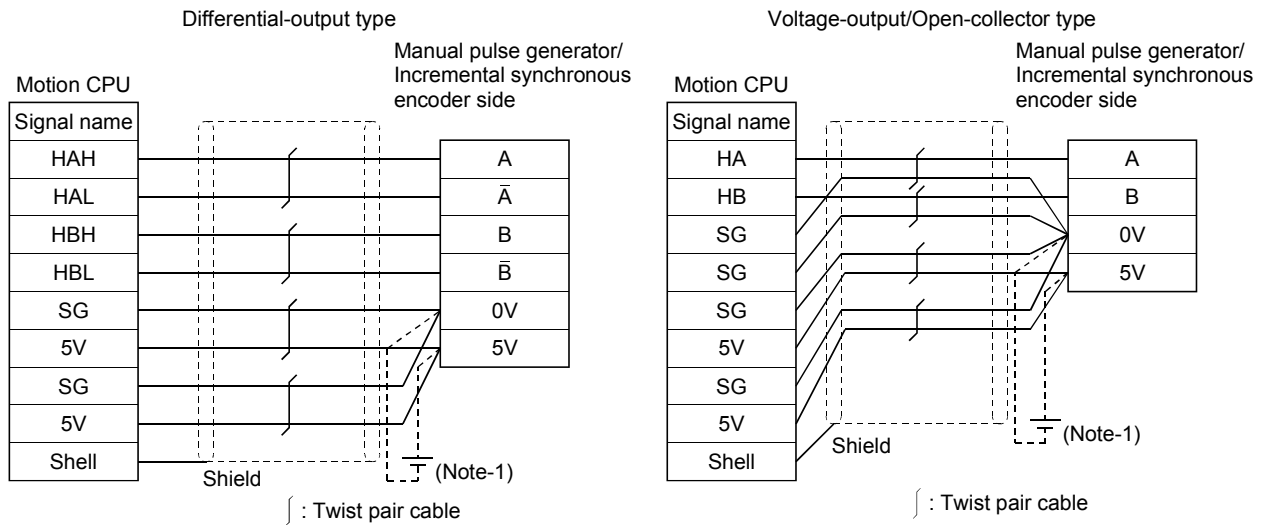 Differential-output type
Motion CPU
Manual pulse generator/
Incremental synchronous
encoder side
Signal name
HAH
HAL
HBH
HBL
SG
5V
SG
5V
Shell
A
A̅
B
B̅
0V
5V
Shield
(Note-1)
: Twist pair cable
Voltage-output/Open-collector type
Motion CPU
Manual pulse generator/
Incremental synchronous
encoder side
Signal name
HA
HB
SG
SG
SG
5V
SG
5V
Shell
A
B
0V
5V
Shield
(Note-1)
: Twist pair cable